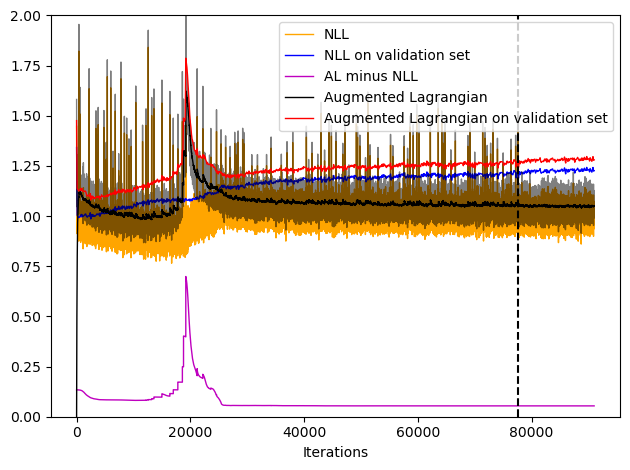 2.00
1.75
1.50
1.25
1.00
0.75
0.50
0.25
0.00
NLL
NLL on validation set
AL minus NLL
Augmented Lagrangian
Augmented Lagrangian on validation set
0 20000 40000 60000 80000
Iterations